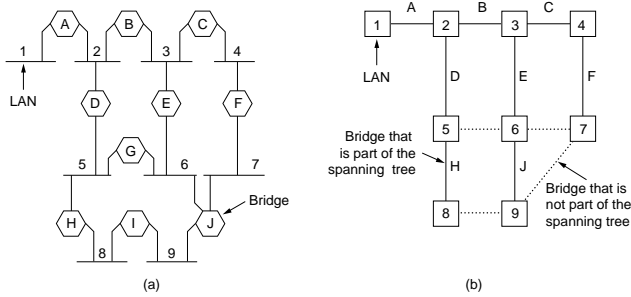 A B C
1 2 3 4
LAN
D E F
G
5 6 7
Bridge
H I J
8 9
(a)
A B C
1 2 3 4
LAN
D E F
5 6 7
Bridge that
is part of the
spanning tree
H J
Bridge that is
not part of the
spanning tree
8 9
(b)